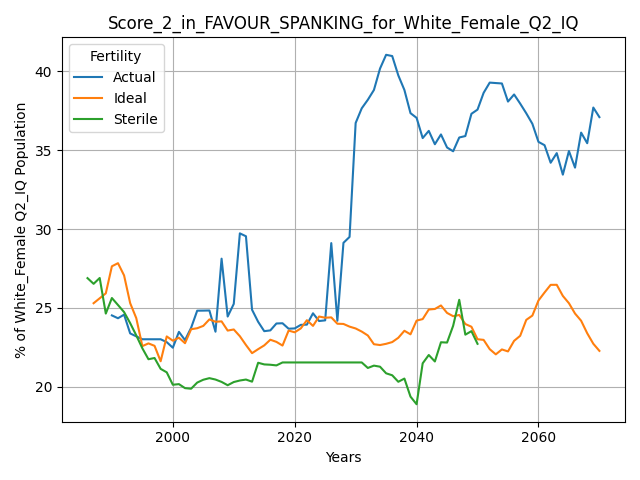 Score_2_in_FAVOUR_SPANKING_for_White_Female_Q2_IQ
Fertility
Actual
Ideal
Sterile
% of White_Female Q2_IQ Population
40
35
30
25
20
2000
2020
2040
2060
Years